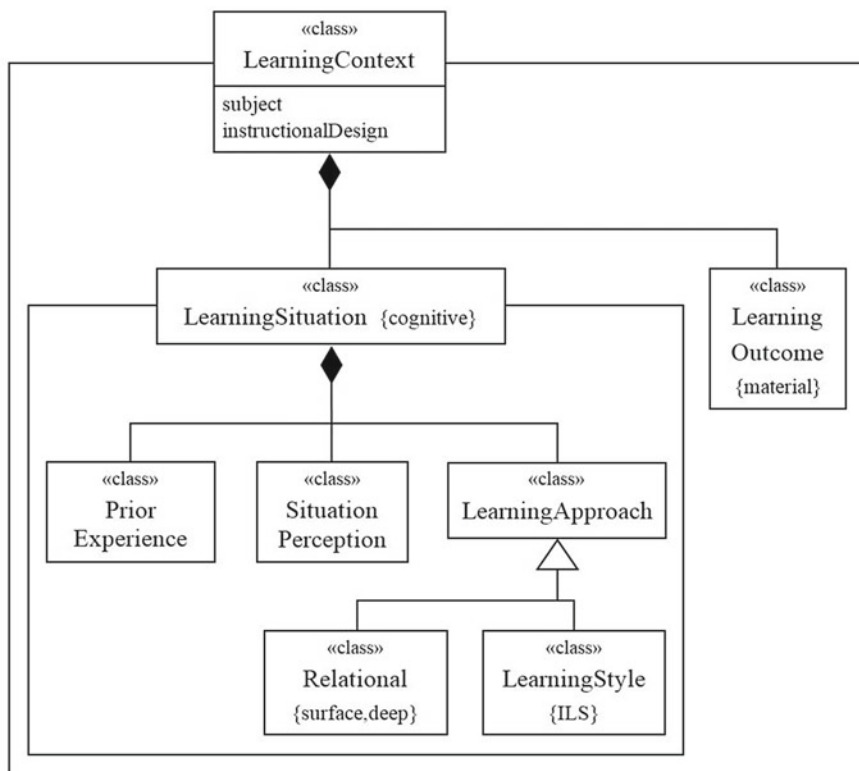 «class»
LearningContext
subject
instructionalDesign
«class»
LearningSituation {cognitive}
«class»
Learning
Outcome
{material}
«class»
Prior
Experience
«class»
Situation
Perception
«class»
LearningApproach
«class»
Relational
{surface,deep}
«class»
LearningStyle
{ILS}